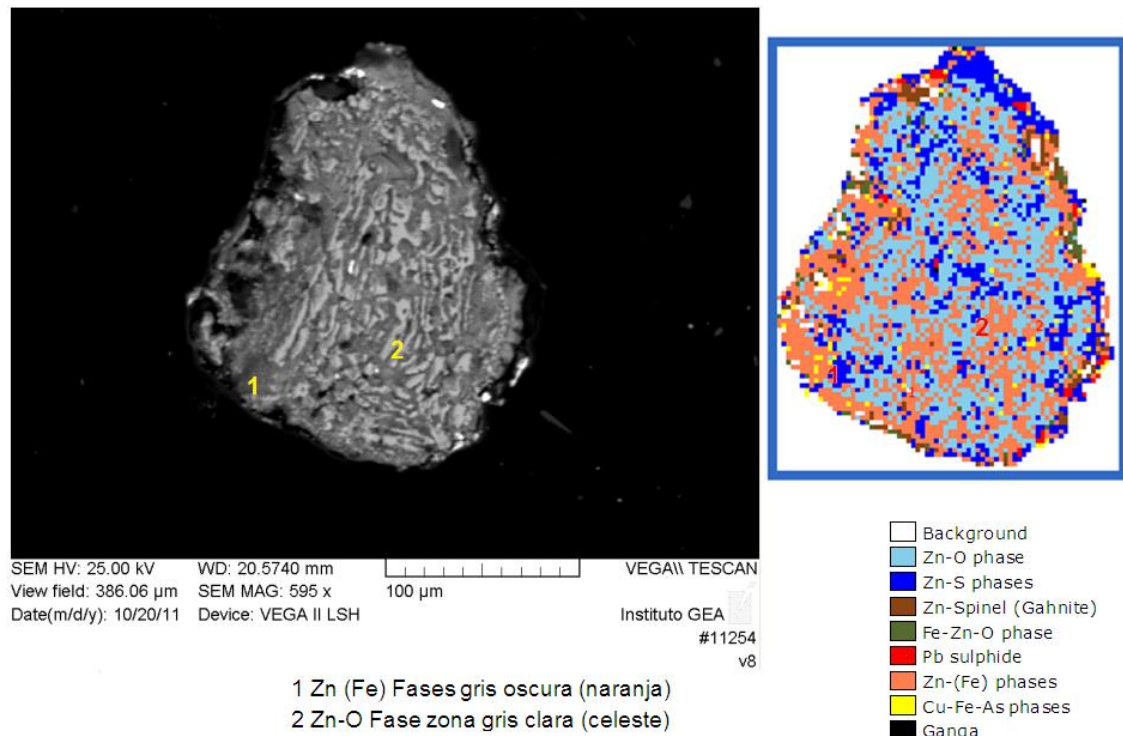 1
2
1
2
2
1
SEM HV: 25.00 kV WD: 20.5740 mm VEGA\\ TESCAN
View field: 386.06 µm SEM MAG: 595 x 100 µm
Date(m/d/y): 10/20/11 Device: VEGA II LSH Instituto GEA
#11254
v8
1 Zn (Fe) Fases gris oscura (naranja)
2 Zn-O Fase zona gris clara (celeste)
Background
Zn-O phase
Zn-S phases
Zn-Spinel (Gahnite)
Fe-Zn-O phase
Pb sulphide
Zn-(Fe) phases
Cu-Fe-As phases
Ganga